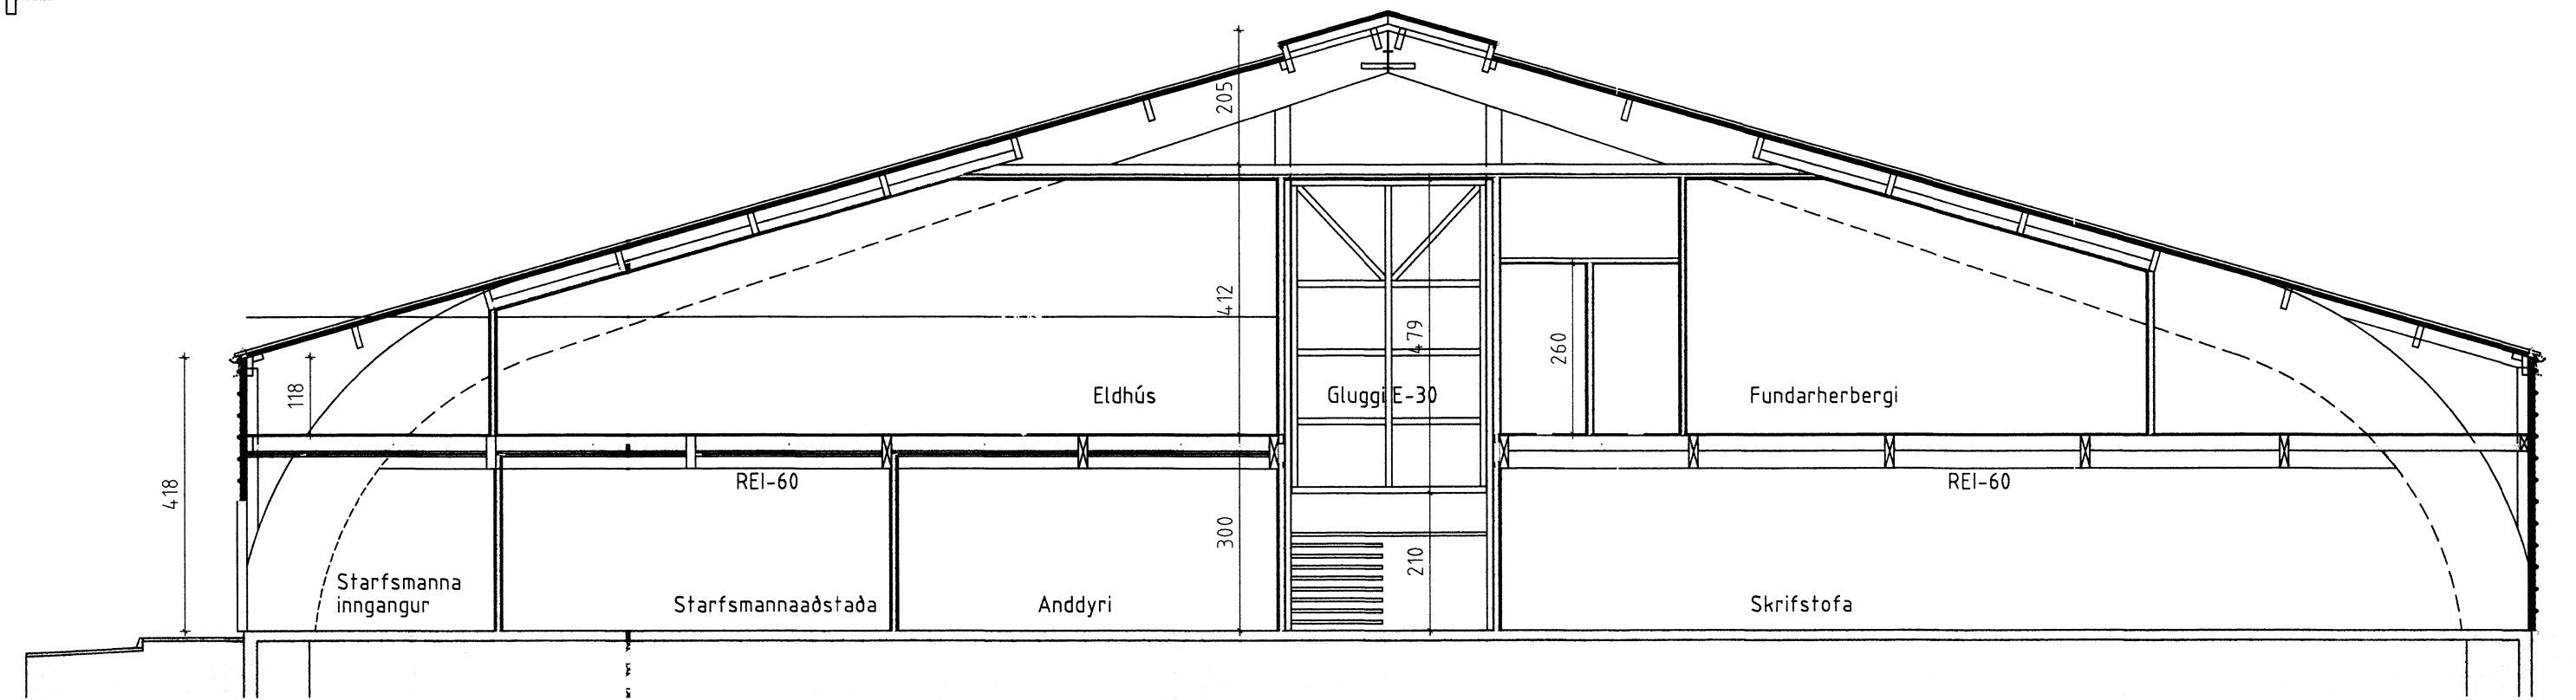 205
412
479
260
118
Eldhús
Gluggi E-30
Fundarherbergi
418
REI-60
REI-60
300
210
Starfsmanna
inngangur
Starfsmannaaðstaða
Anddyri
Skrifstofa